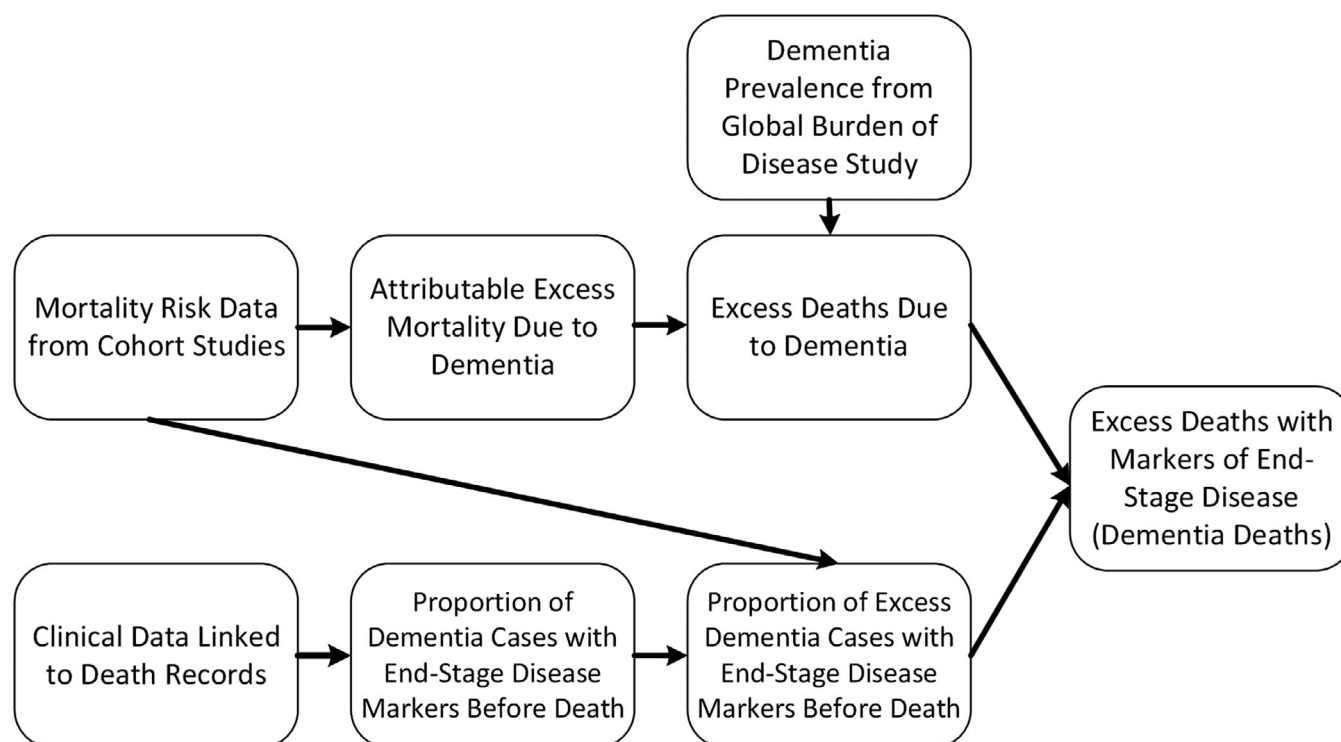 Dementia
Prevalence from
Global Burden of
Disease Study
Mortality Risk Data
from Cohort Studies
Attributable Excess
Mortality Due to
Dementia
Excess Deaths Due
to Dementia
Excess Deaths with
Markers of End-
Stage Disease
(Dementia Deaths)
Clinical Data Linked
to Death Records
Proportion of
Dementia Cases with
End-Stage Disease
Markers Before Death
Proportion of Excess
Dementia Cases with
End-Stage Disease
Markers Before Death